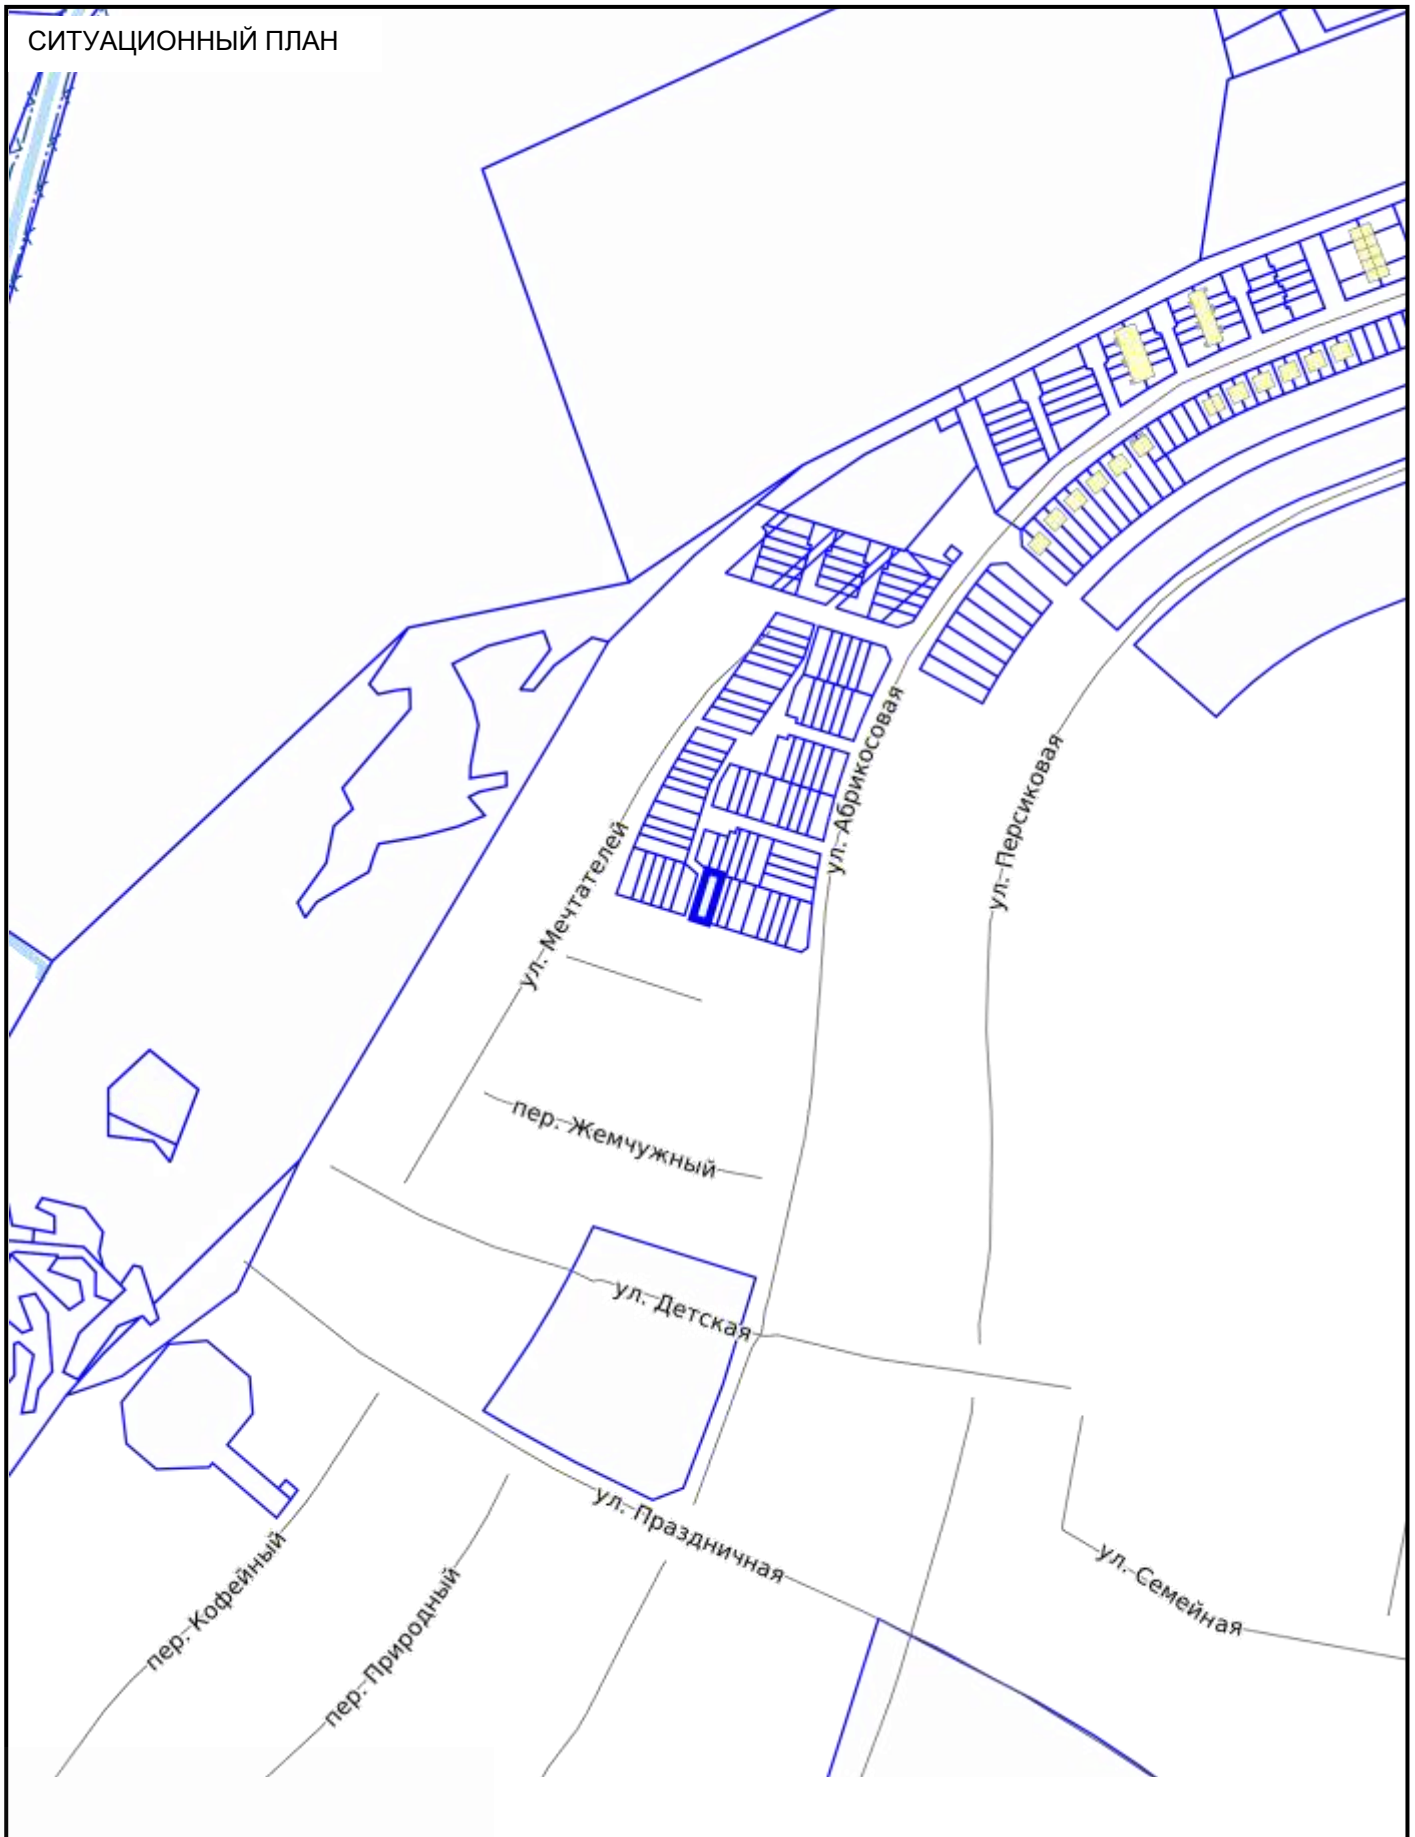 СИТУАЦИОННЫЙ ПЛАН
ул. Абрикосовая
ул. Персиковая
ул. Мечтателей
пер. Жемчужный
ул. Детская
ул. Праздничная
пер. Кофейный
пер. Природный
ул. Семейная